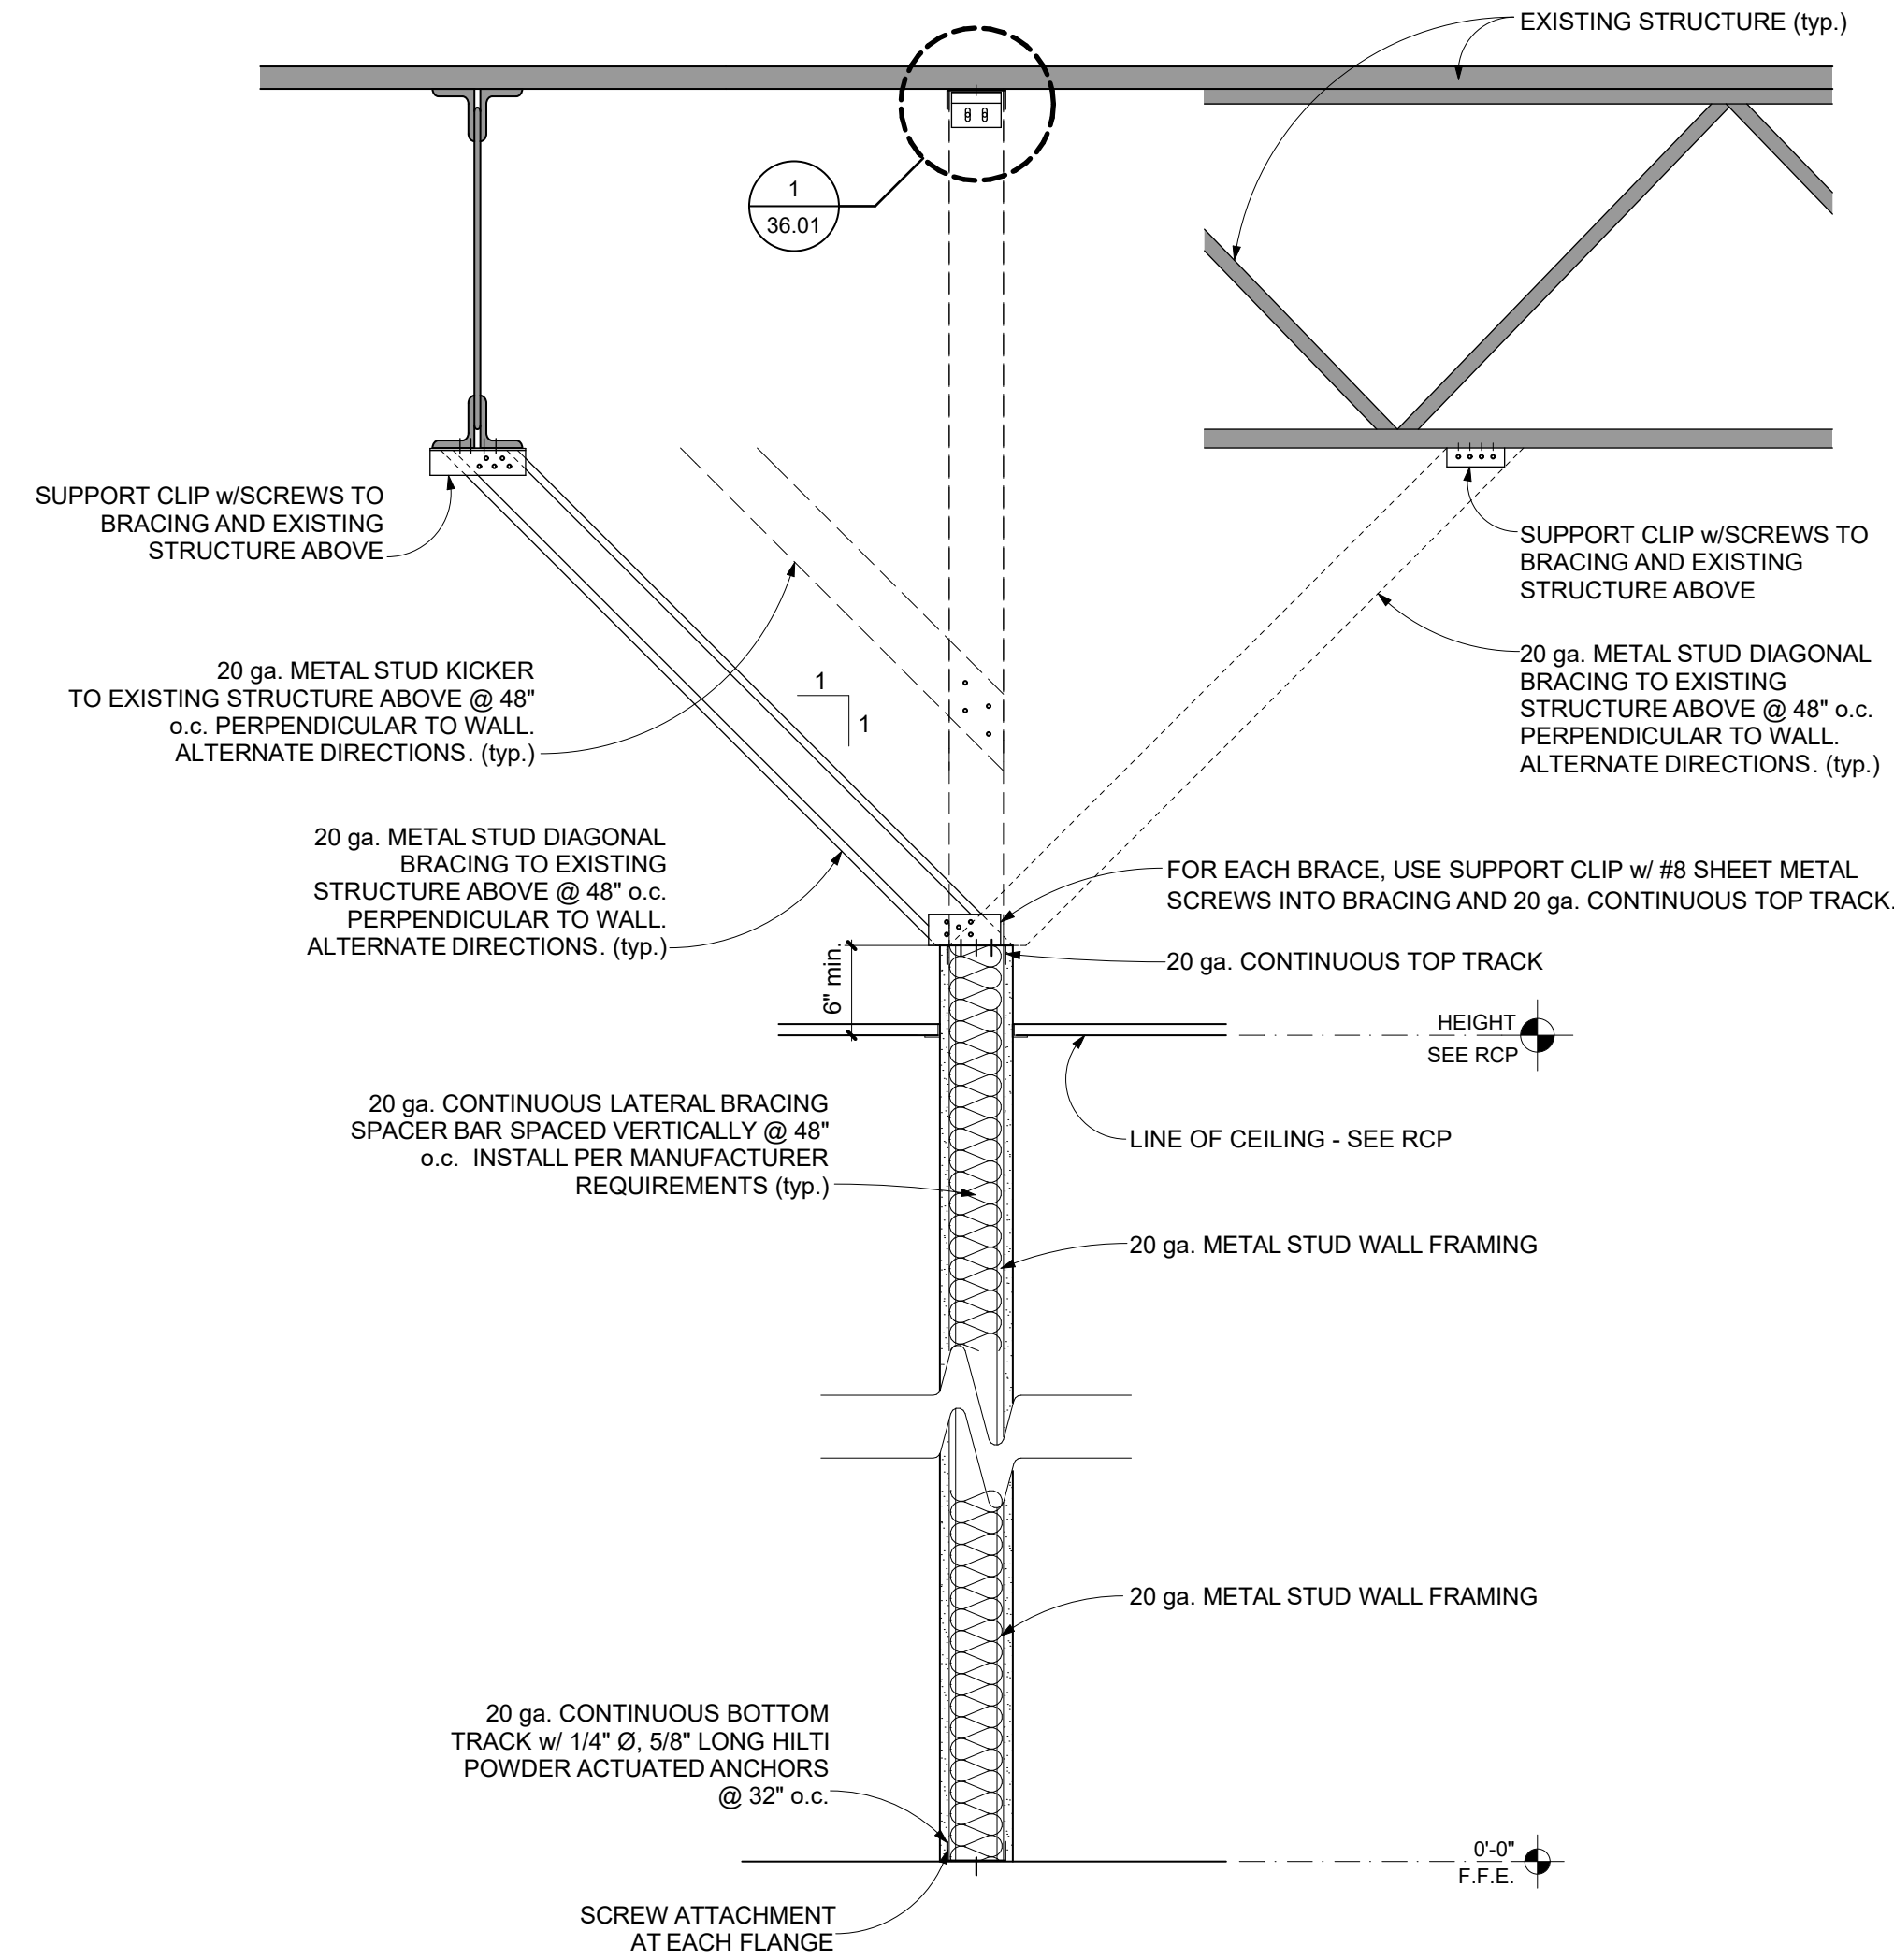 EXISTING STRUCTURE (typ.)
1
36.01
SUPPORT CLIP w/SCREWS TO
BRACING AND EXISTING
STRUCTURE ABOVE
SUPPORT CLIP w/SCREWS TO
BRACING AND EXISTING
STRUCTURE ABOVE
20 ga. METAL STUD KICKER
TO EXISTING STRUCTURE ABOVE @ 48"
o.c. PERPENDICULAR TO WALL.
ALTERNATE DIRECTIONS. (typ.)
1
1
20 ga. METAL STUD DIAGONAL
BRACING TO EXISTING
STRUCTURE ABOVE @ 48" o.c.
PERPENDICULAR TO WALL.
ALTERNATE DIRECTIONS. (typ.)
20 ga. METAL STUD DIAGONAL
BRACING TO EXISTING
STRUCTURE ABOVE @ 48" o.c.
PERPENDICULAR TO WALL.
ALTERNATE DIRECTIONS. (typ.)
FOR EACH BRACE, USE SUPPORT CLIP w/ #8 SHEET METAL
SCREWS INTO BRACING AND 20 ga. CONTINUOUS TOP TRACK.
20 ga. CONTINUOUS TOP TRACK
6" min.
HEIGHT
SEE RCP
20 ga. CONTINUOUS LATERAL BRACING
SPACER BAR SPACED VERTICALLY @ 48"
o.c. INSTALL PER MANUFACTURER
REQUIREMENTS (typ.)
LINE OF CEILING - SEE RCP
20 ga. METAL STUD WALL FRAMING
20 ga. METAL STUD WALL FRAMING
20 ga. CONTINUOUS BOTTOM
TRACK w/ 1/4" Ø, 5/8" LONG HILTI
POWDER ACTUATED ANCHORS
@ 32" o.c.
0'-0"
F.F.E.
SCREW ATTACHMENT
AT EACH FLANGE